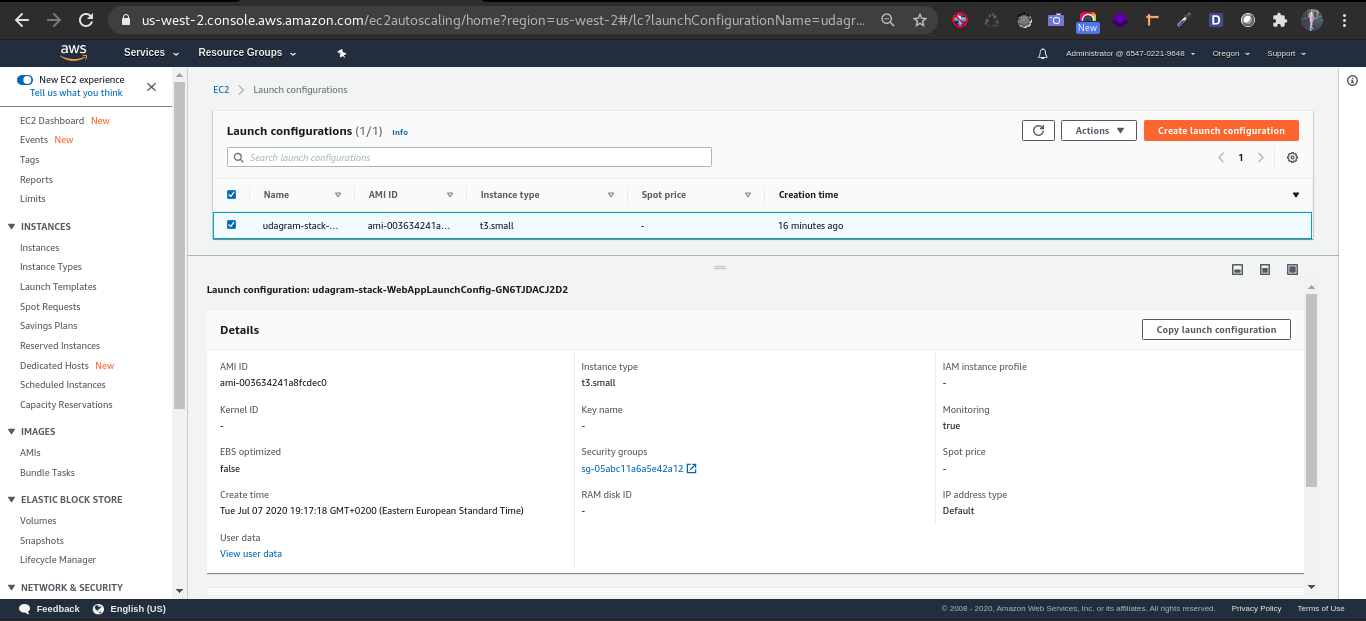 us-west-2.console.aws.amazon.com/ec2autoscaling/home?region=us-west-2#/lc?launchConfigurationName=udagr...
D
New
aws
Services
Resource Groups
Administrator @ 6547-0221-9648
Oregon
Support
New EC2 experience
Tell us what you think
EC2 Dashboard New
Events New
Tags
Reports
Limits
INSTANCES
Instances
Instance Types
Launch Templates
Spot Requests
Savings Plans
Reserved Instances
Dedicated Hosts New
Scheduled Instances
Capacity Reservations
IMAGES
AMIs
Bundle Tasks
ELASTIC BLOCK STORE
Volumes
Snapshots
Lifecycle Manager
NETWORK & SECURITY
EC2 > Launch configurations
Launch configurations (1/1) Info
Actions
Create launch configuration
Search launch configurations
1
Name AMI ID Instance type Spot price Creation time
udagram-stack-... ami-003634241a... t3.small - 16 minutes ago
Launch configuration: udagram-stack-WebAppLaunchConfig-GN6TJDACJ2D2
Details
Copy launch configuration
AMI ID
ami-003634241a8fcdec0
Kernel ID
-
EBS optimized
false
Create time
Tue Jul 07 2020 19:17:18 GMT+0200 (Eastern European Standard Time)
User data
View user data
Instance type
t3.small
Key name
-
Security groups
sg-05abc11a6a5e42a12
RAM disk ID
-
IAM instance profile
-
Monitoring
true
Spot price
-
IP address type
Default
Feedback
English (US)
© 2008 - 2020, Amazon Web Services, Inc. or its affiliates. All rights reserved.
Privacy Policy
Terms of Use